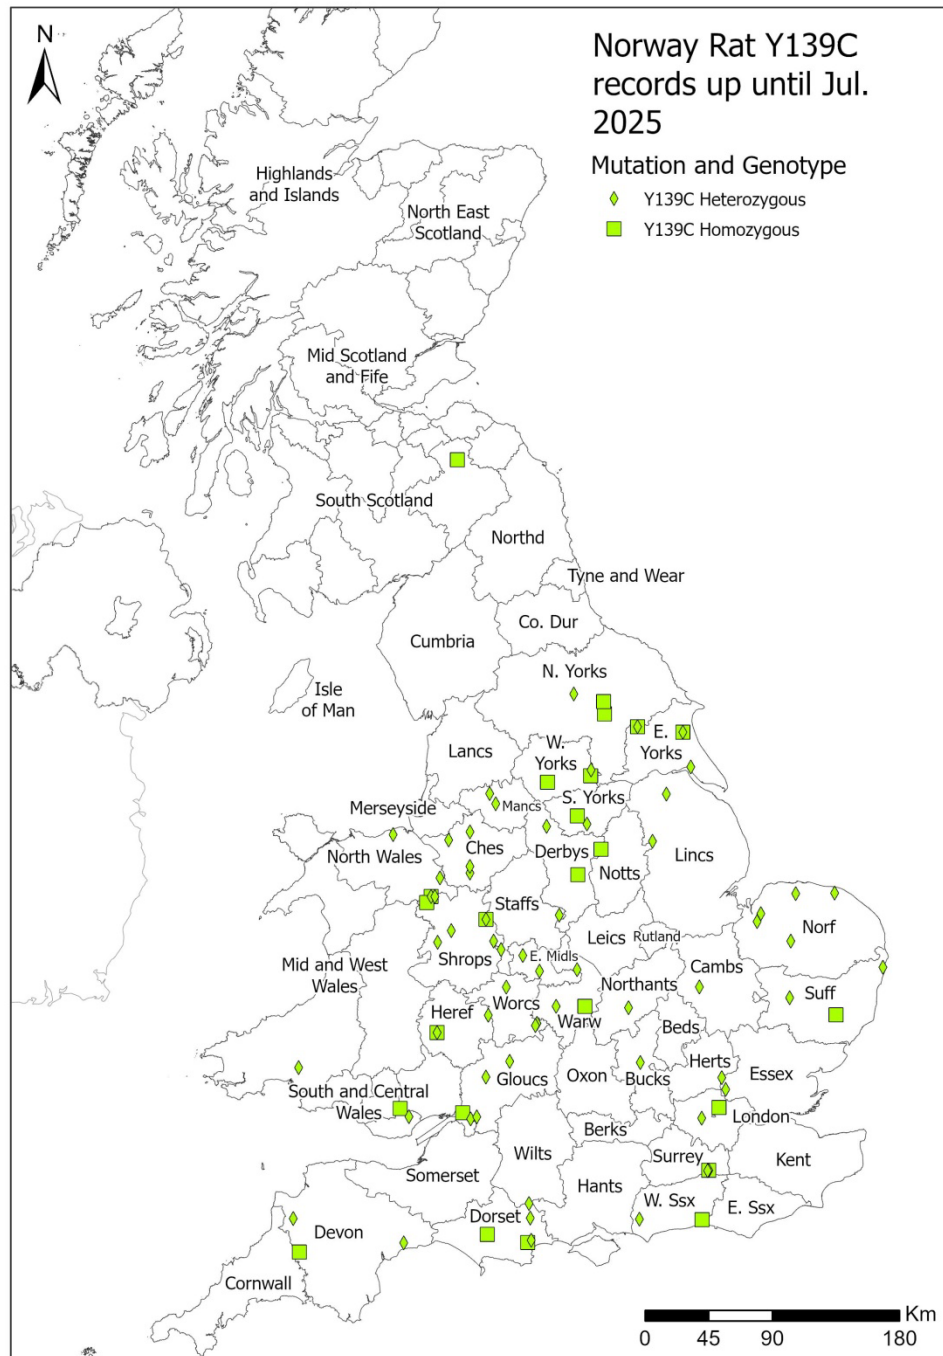 N
Norway Rat Y139C
records up until Jul.
2025
Mutation and Genotype
Y139C Heterozygous
Y139C Homozygous
Highlands
and Islands
North East
Scotland
Mid Scotland
and Fife
South Scotland
Northd
Tyne and Wear
Co. Dur
Cumbria
N. Yorks
Isle
of Man
Lancs
W.
Yorks
E.
Yorks
Merseyside
Mancs
S. Yorks
North Wales
Ches
Derbys
Notts
Lincs
Staffs
Leics
Rutland
Norf
Shrops
E. Midls
Mid and West
Wales
Cambs
Northants
Suff
Heref
Worcs
Warw
Beds
Herts
Essex
South and Central
Wales
Gloucs
Oxon
Bucks
London
Berks
Wilts
Surrey
Kent
Somerset
Hants
W. Ssx
E. Ssx
Dorset
Devon
Cornwall
Km
0 45 90 180